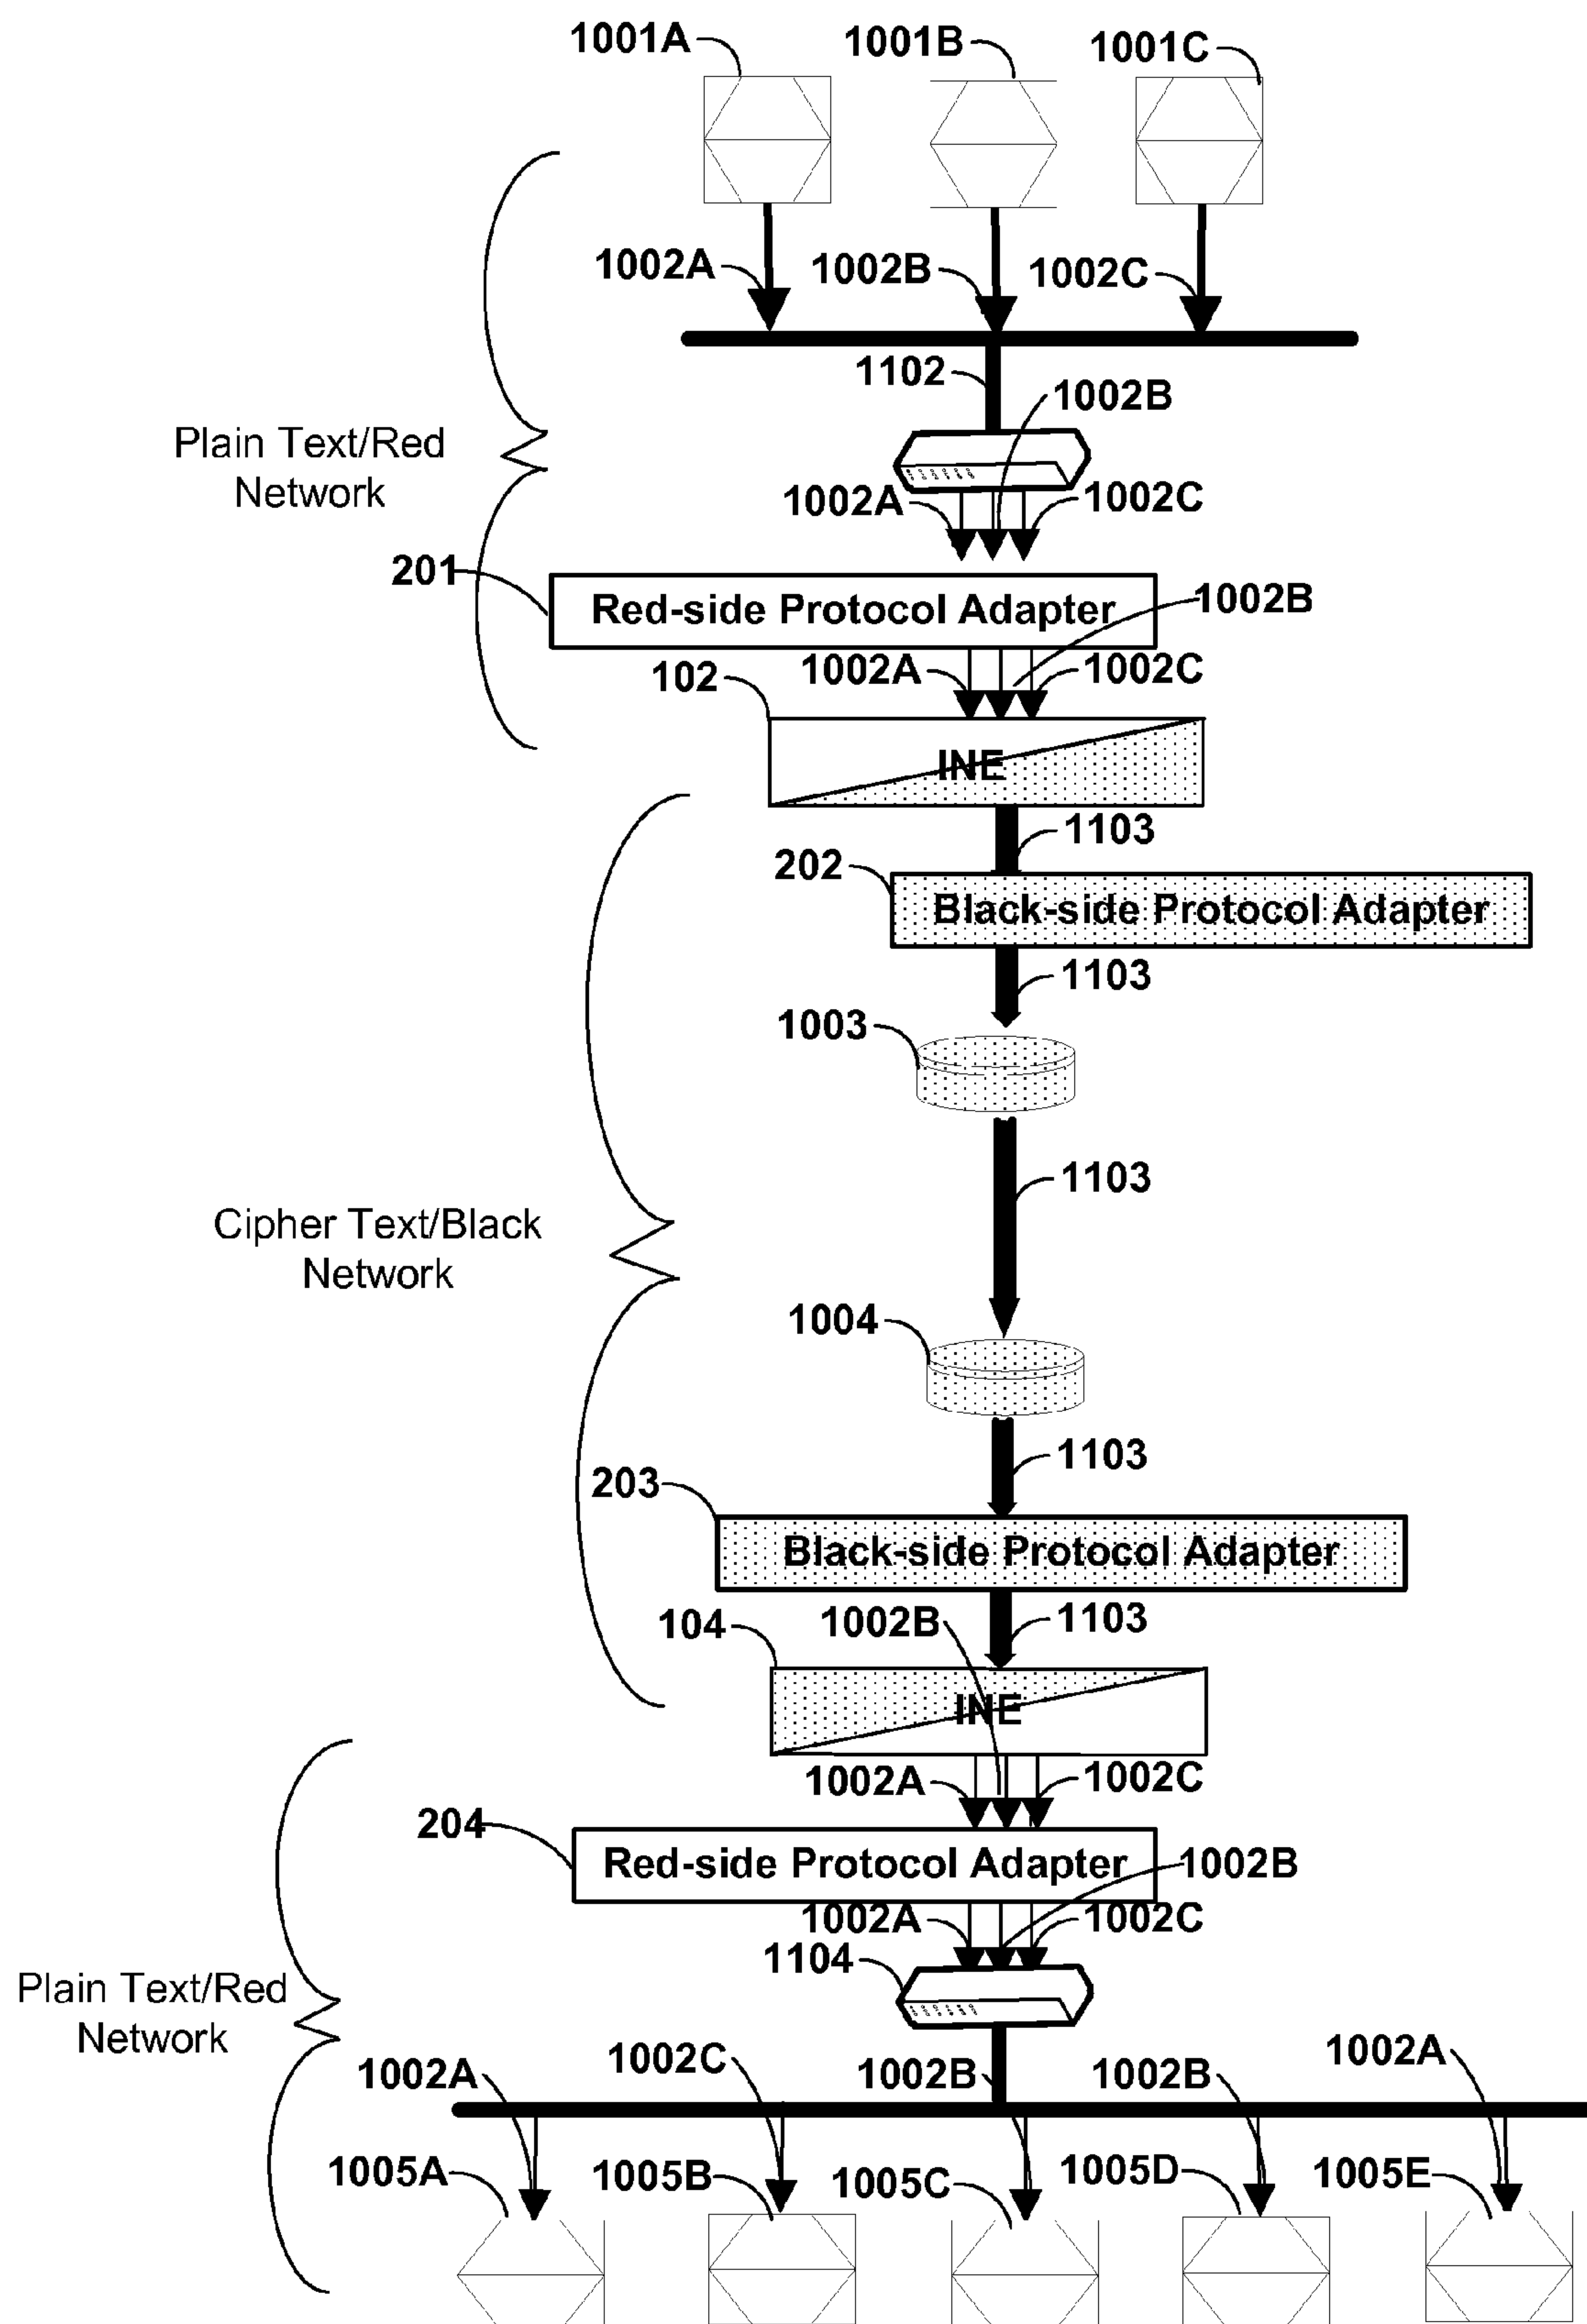 1001A 1001B 1001C
1002A 1002B 1002C
1102
1002B
Plain Text/Red
Network
1002A 1002C
201
Red-side Protocol Adapter
1002B
102 1002A 1002C
INE
1103
202
Black-side Protocol Adapter
1103
1003
1103
Cipher Text/Black
Network
1004
1103
203
Black-side Protocol Adapter
104 1002B 1103
INE
1002A 1002C
204
Red-side Protocol Adapter
1002B
1002A 1002C
1104
Plain Text/Red
Network
1002A 1002C 1002B 1002B 1002A
1005A 1005B 1005C 1005D 1005E